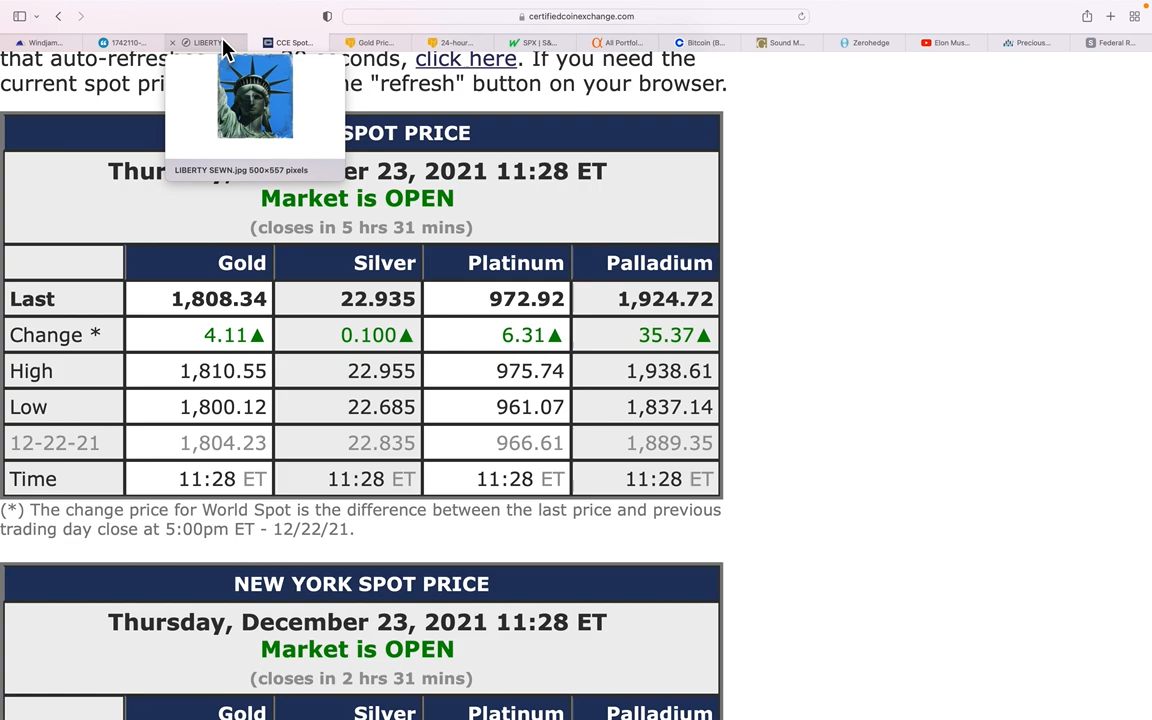 certifiedcoinexchange.com
Windjam...
1742110-...
LIBERTY
CCE Spot...
Gold Pric...
24-hour...
SPX | S&...
All Portfol...
Bitcoin (B...
Sound M...
Zerohedge
Elon Mus...
Precious...
Federal R...
that auto-refreshes conds, click here. If you need the
current spot pri e "refresh" button on your browser.
LIBERTY SEWN.jpg 500×557 pixels
SPOT PRICE
Thur er 23, 2021 11:28 ET
Market is OPEN
(closes in 5 hrs 31 mins)
Gold Silver Platinum Palladium
Last 1,808.34 22.935 972.92 1,924.72
Change * 4.11▲ 0.100▲ 6.31▲ 35.37▲
High 1,810.55 22.955 975.74 1,938.61
Low 1,800.12 22.685 961.07 1,837.14
12-22-21 1,804.23 22.835 966.61 1,889.35
Time 11:28 ET 11:28 ET 11:28 ET 11:28 ET
(*) The change price for World Spot is the difference between the last price and previous
trading day close at 5:00pm ET - 12/22/21.
NEW YORK SPOT PRICE
Thursday, December 23, 2021 11:28 ET
Market is OPEN
(closes in 2 hrs 31 mins)
Gold Silver Platinum Palladium